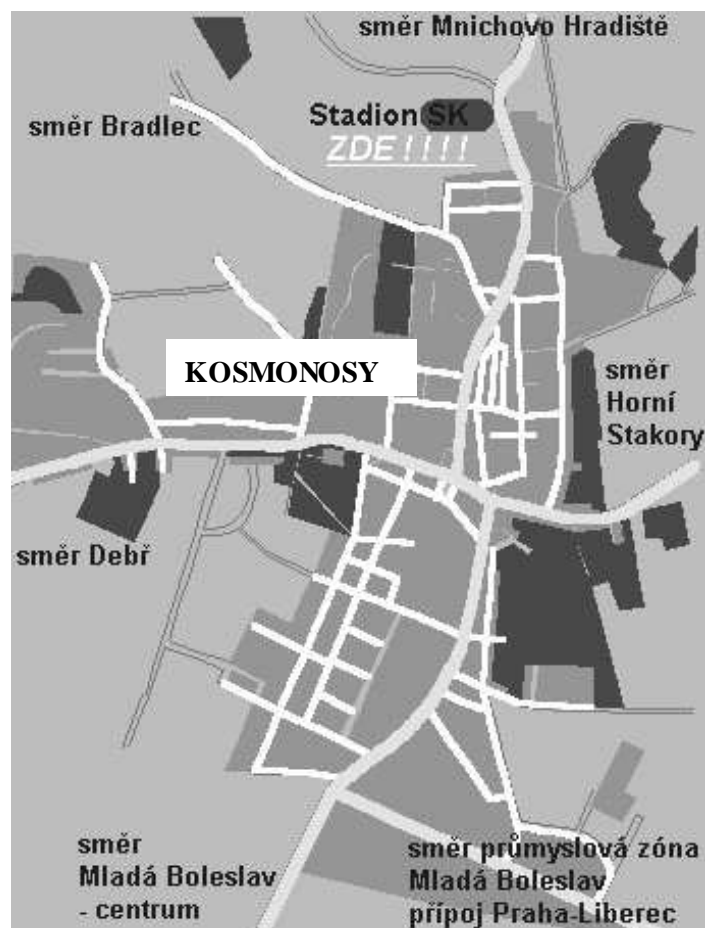 směr Mnichovo Hradiště
Stadion SK
směr Bradlec
ZDE!!!!
KOSMONOSY
směr
Horní
Stakory
směr Debř
směr
Mladá Boleslav
- centrum
směr průmyslová zóna
Mladá Boleslav
přípoj Praha-Liberec